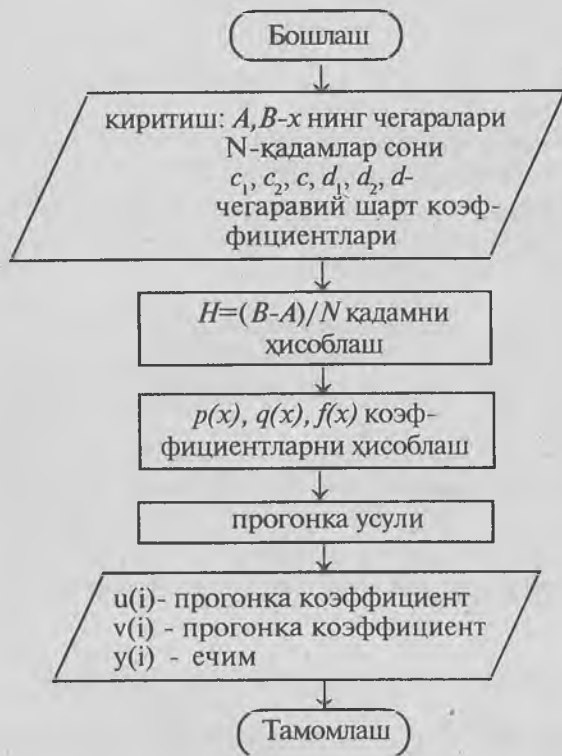 Бошлаш
киритиш: A,B-x нинг чегаралари
N-қадамлар сони
c₁, c₂, c, d₁, d₂, d-
чегаравий шарт коэф-
фициентлари
H=(B-A)/N қадамни
ҳисоблаш
p(x), q(x), f(x) коэф-
фициентларни ҳисоблаш
прогонка усули
u(i)- прогонка коэффициент
v(i) - прогонка коэффициент
y(i) - ечим
Тамомлаш